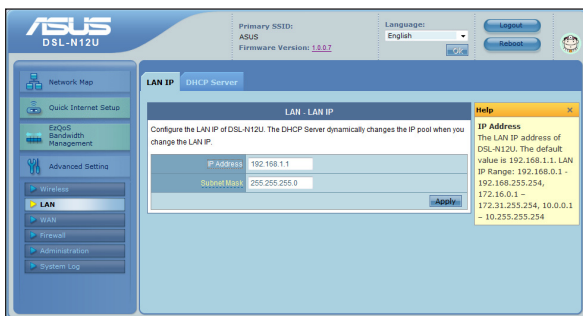 ASUS
DSL-N12U
Primary SSID:
ASUS
Firmware Version: 1.0.0.7
Language:
English
OK
Logout
Reboot
Network Map
Quick Internet Setup
EzQoS
Bandwidth
Management
Advanced Setting
Wireless
LAN
WAN
Firewall
Administration
System Log
LAN IP
DHCP Server
LAN - LAN IP
Configure the LAN IP of DSL-N12U. The DHCP Server dynamically changes the IP pool when you
change the LAN IP.
IP Address
192.168.1.1
Subnet Mask
255.255.255.0
Apply
Help
×
IP Address
The LAN IP address of
DSL-N12U. The default
value is 192.168.1.1. LAN
IP Range: 192.168.0.1 -
192.168.255.254,
172.16.0.1 –
172.31.255.254, 10.0.0.1
– 10.255.255.254